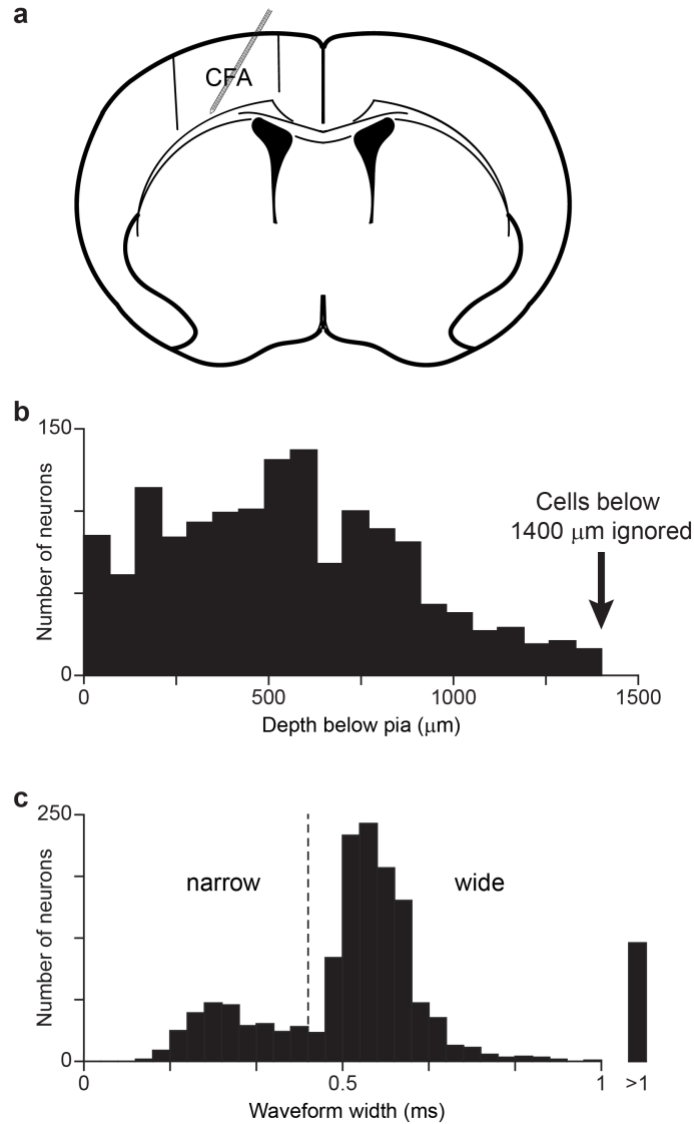 a
CFA
b
150
Number of neurons
0
Cells below
1400 μm ignored
0
500
1000
1500
Depth below pia (μm)
c
250
Number of neurons
0
narrow
wide
0
0.5
1
>1
Waveform width (ms)